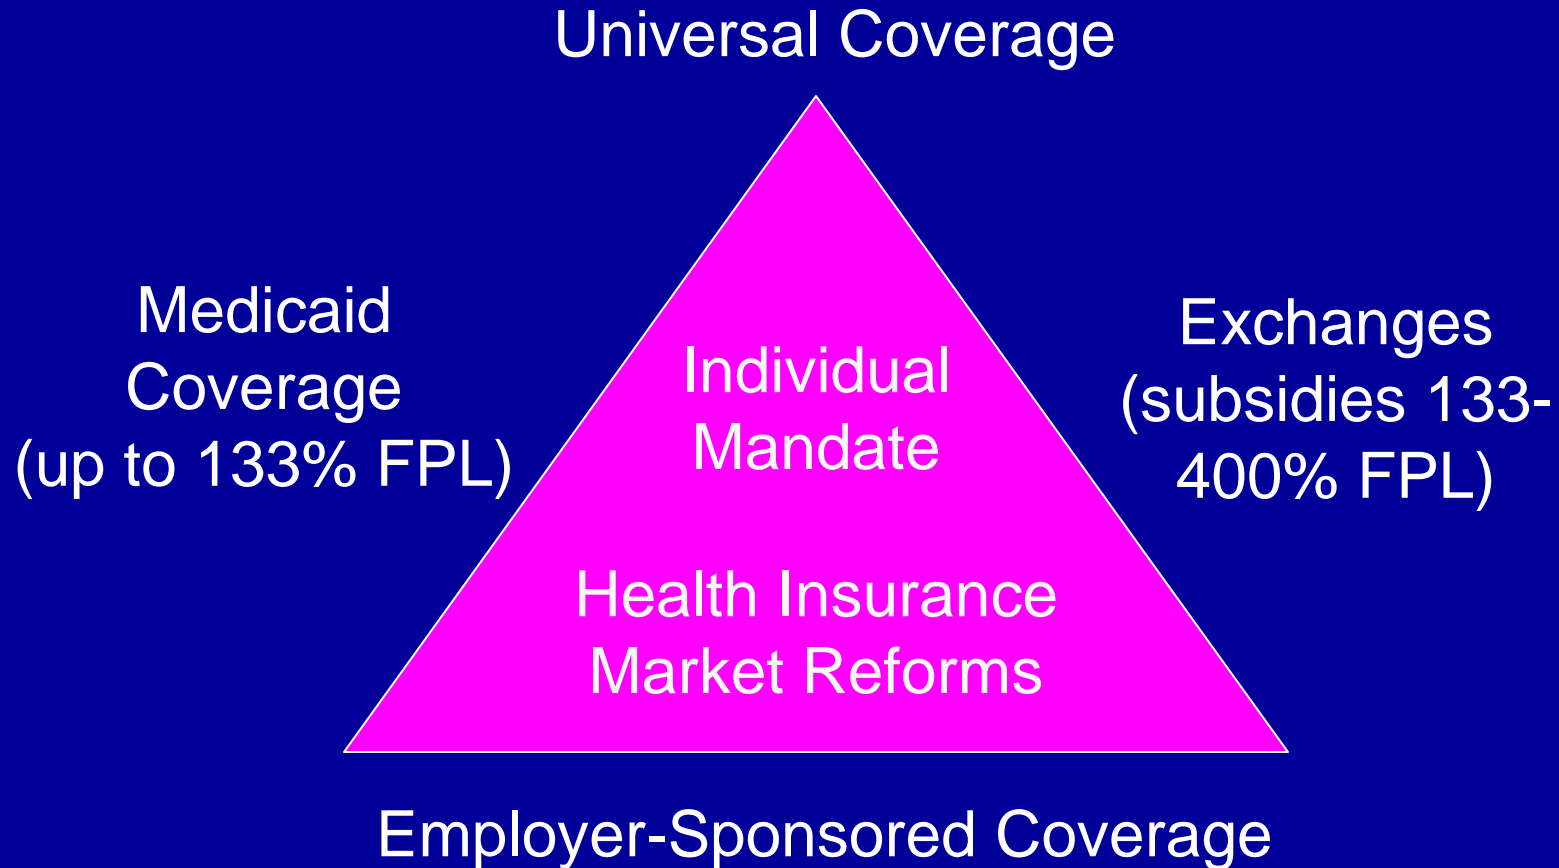 Universal Coverage
Medicaid
Coverage
(up to 133% FPL)
Individual
Mandate
Health Insurance
Market Reforms
Exchanges
(subsidies 133-
400% FPL)
Employer-Sponsored Coverage